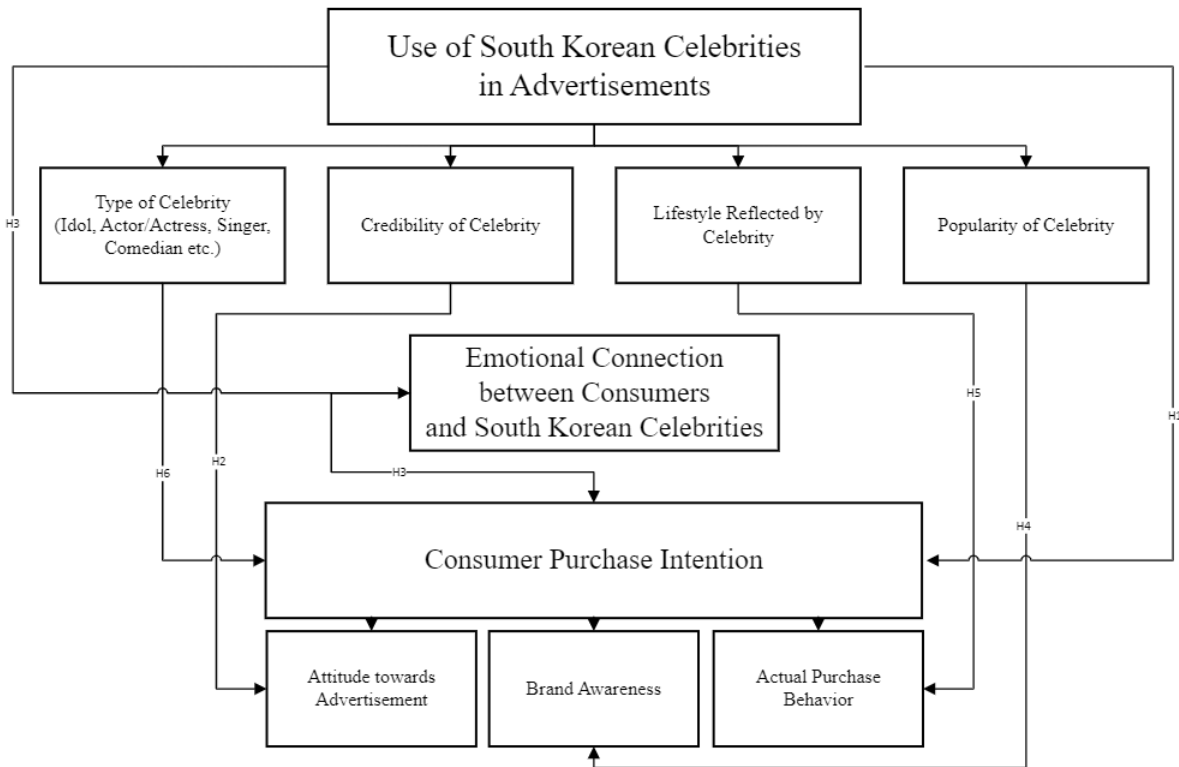 Use of South Korean Celebrities
in Advertisements
Type of Celebrity
(Idol, Actor/Actress, Singer,
Comedian etc.)
Credibility of Celebrity
Lifestyle Reflected by
Celebrity
Popularity of Celebrity
H3
Emotional Connection
between Consumers
and South Korean Celebrities
H5
H1
H6
H2
H3
H4
Consumer Purchase Intention
Attitude towards
Advertisement
Brand Awareness
Actual Purchase
Behavior